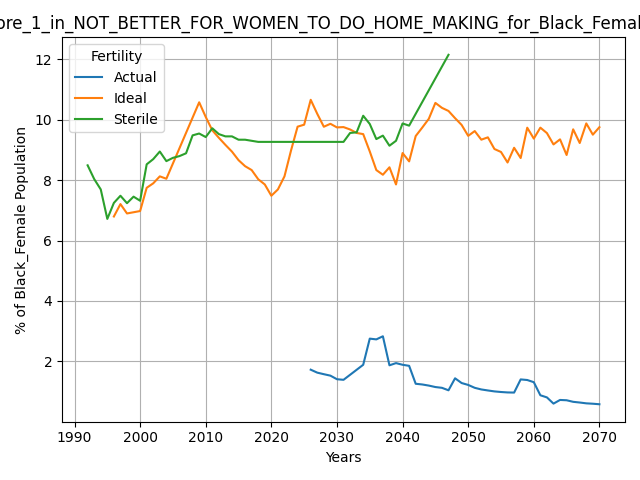 ore_1_in_NOT_BETTER_FOR_WOMEN_TO_DO_HOME_MAKING_for_Black_Femal
Fertility
Actual
Ideal
Sterile
% of Black_Female Population
12
10
8
6
4
2
1990 2000 2010 2020 2030 2040 2050 2060 2070
Years